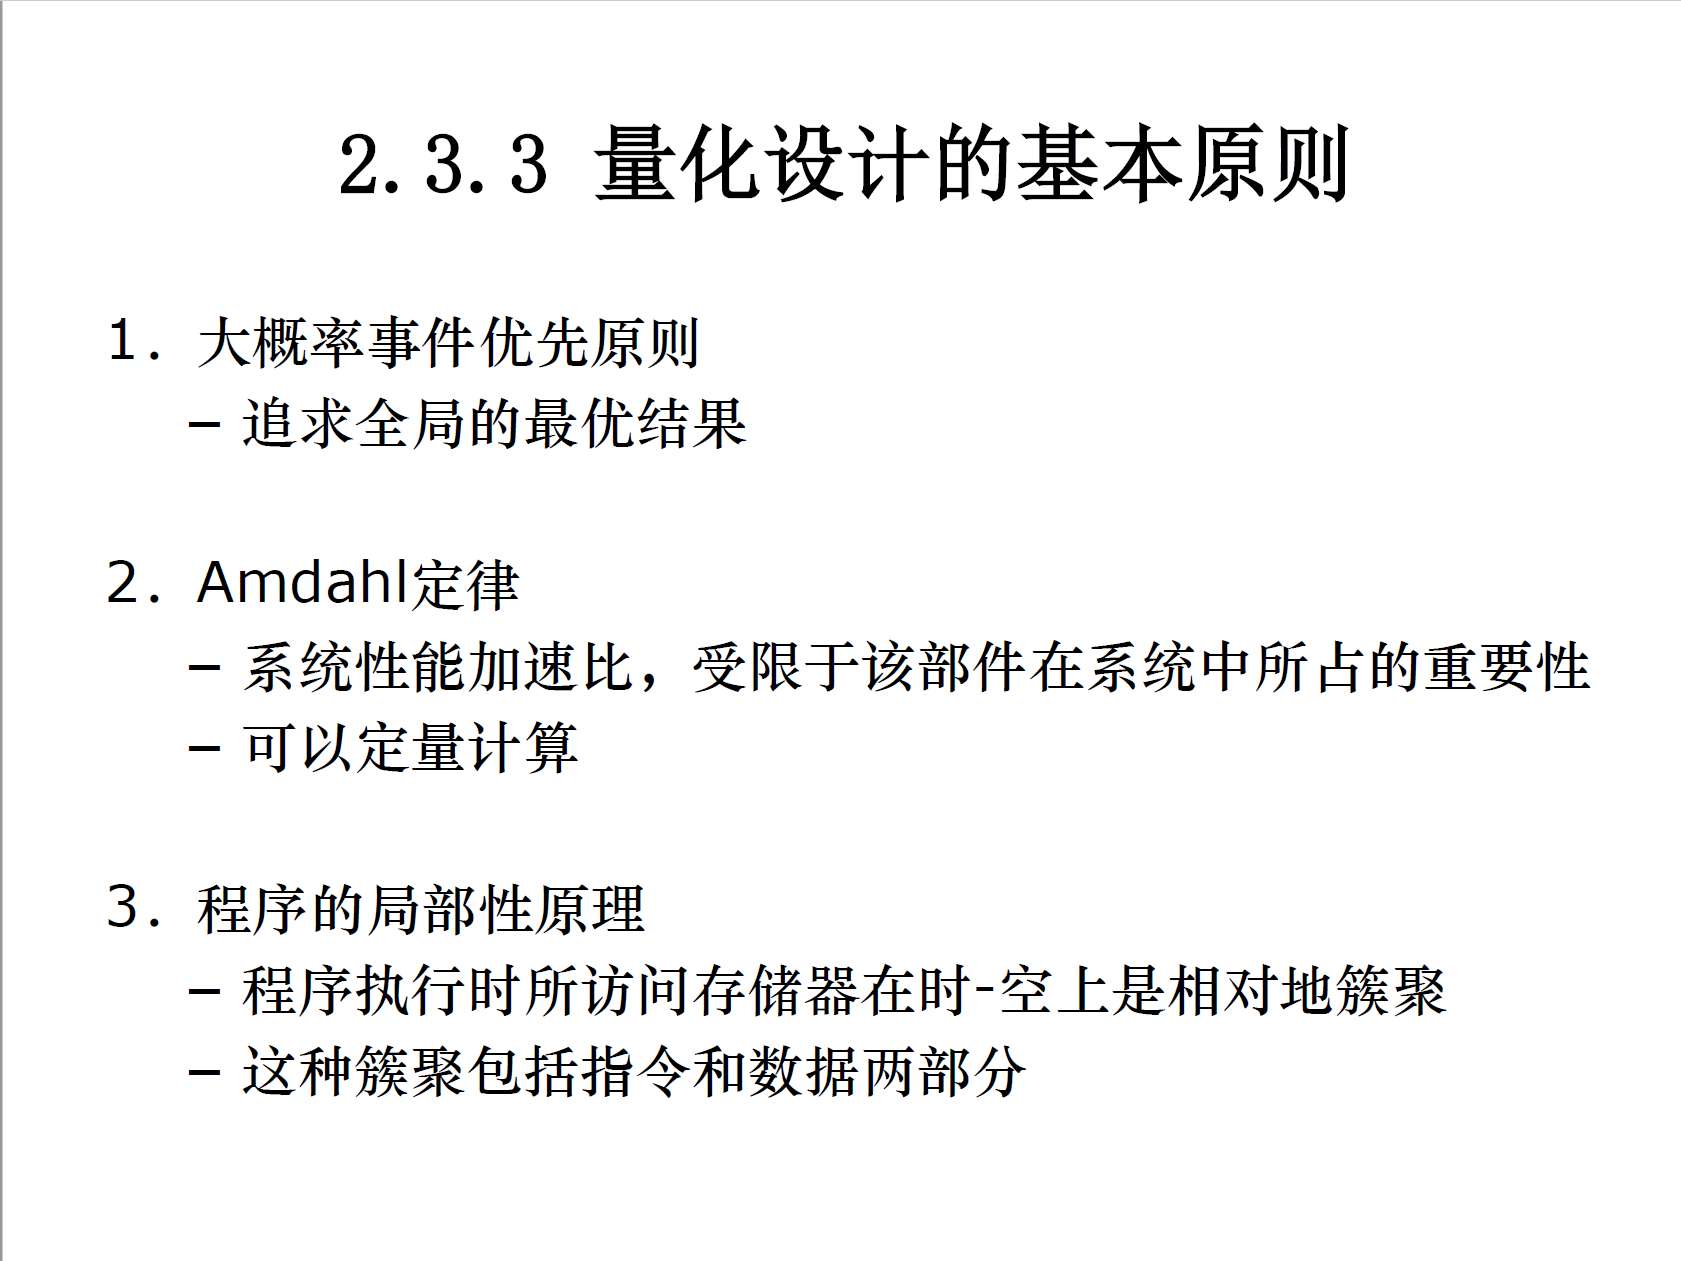 2.3.3 量化设计的基本原则
1. 大概率事件优先原则
– 追求全局的最优结果
2. Amdahl定律
– 系统性能加速比，受限于该部件在系统中所占的重要性
– 可以定量计算
3. 程序的局部性原理
– 程序执行时所访问存储器在时-空上是相对地簇聚
– 这种簇聚包括指令和数据两部分